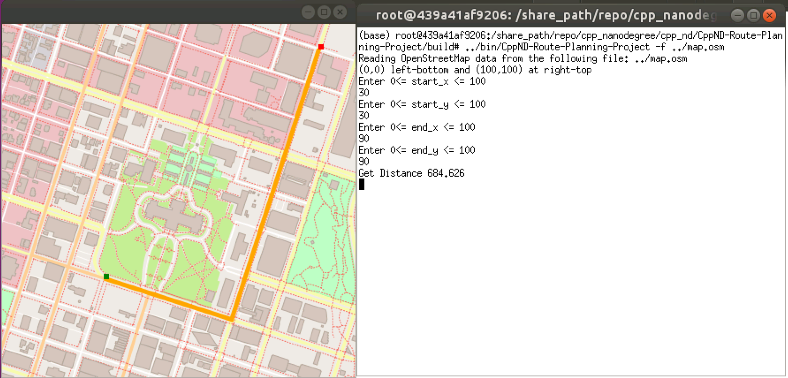 root@439a41af9206: /share_path/repo/cpp_nanodeg
(base) root@439a41af9206:/share_path/repo/cpp_nanodegree/cpp_nd/CppND-Route-Plan
ning-Project/build# ../bin/CppND-Route-Planning-Project -f ../map.osm
Reading OpenStreetMap data from the following file: ../map.osm
(0,0) left-bottom and (100,100) at right-top
Enter 0<= start_x <= 100
30
Enter 0<= start_y <= 100
30
Enter 0<= end_x <= 100
90
Enter 0<= end_y <= 100
90
Get Distance 684.626